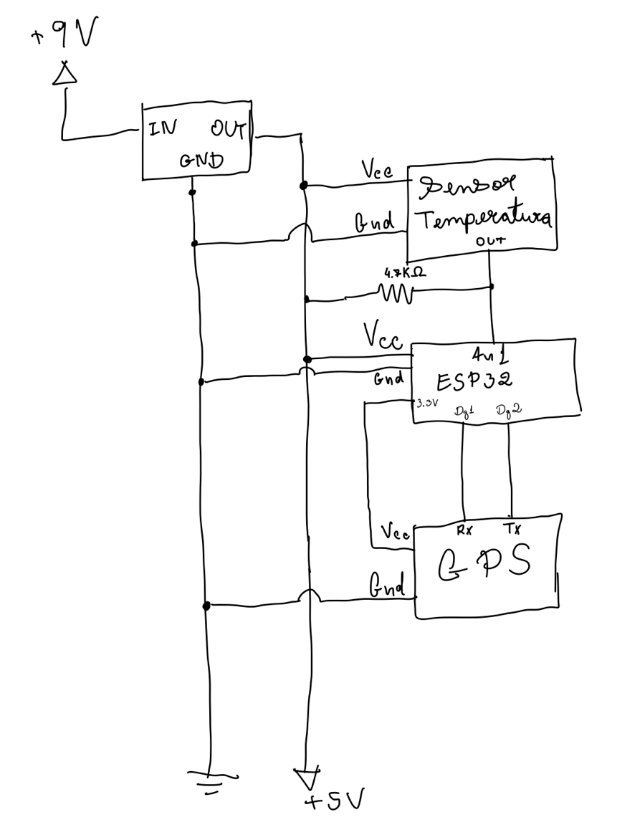 +9V
IN OUT
GND
Vcc
Sensor
Temperatura
Gnd
OUT
4.7KΩ
Vcc
An1
ESP32
Gnd
3.3V
Dg1 Dg2
Rx Tx
Vcc
GPS
Gnd
+5V